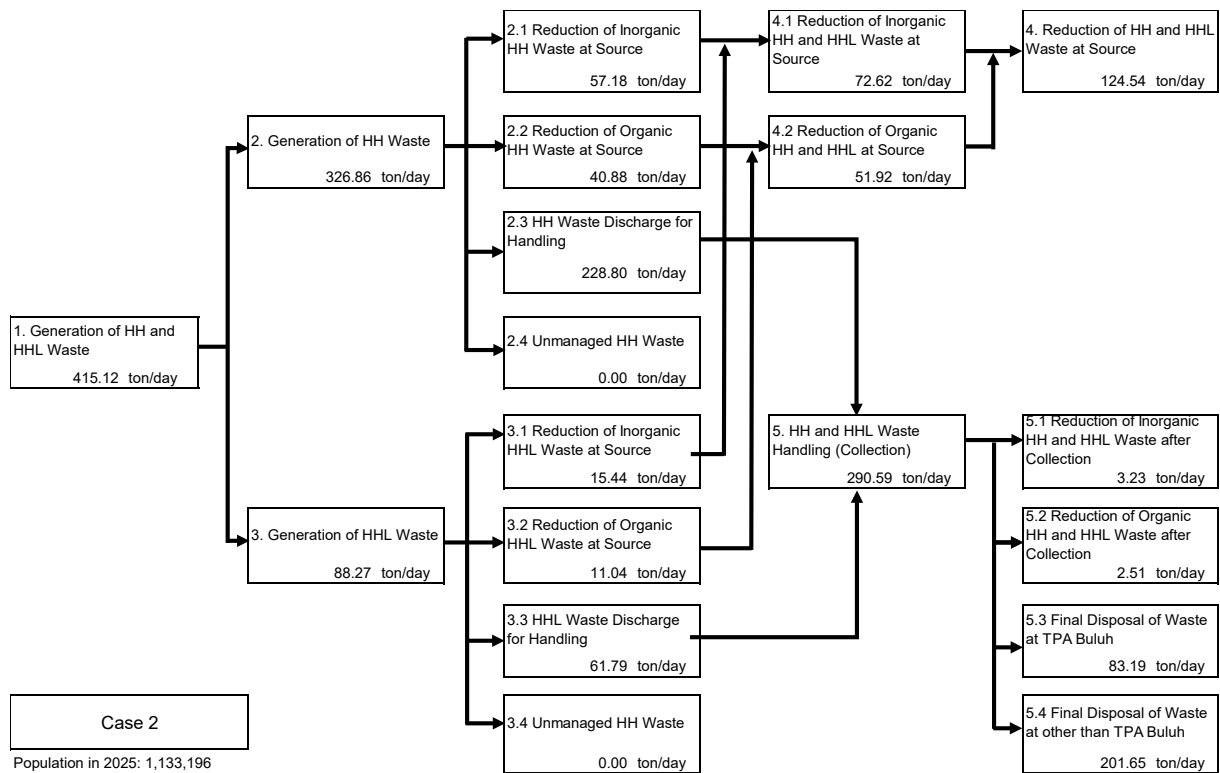 2.1 Reduction of Inorganic
HH Waste at Source
57.18 ton/day
4.1 Reduction of Inorganic
HH and HHL Waste at
Source
72.62 ton/day
4. Reduction of HH and HHL
Waste at Source
124.54 ton/day
2. Generation of HH Waste
326.86 ton/day
2.2 Reduction of Organic
HH Waste at Source
40.88 ton/day
4.2 Reduction of Organic
HH and HHL at Source
51.92 ton/day
2.3 HH Waste Discharge for
Handling
228.80 ton/day
1. Generation of HH and
HHL Waste
415.12 ton/day
2.4 Unmanaged HH Waste
0.00 ton/day
3.1 Reduction of Inorganic
HHL Waste at Source
15.44 ton/day
5. HH and HHL Waste
Handling (Collection)
290.59 ton/day
5.1 Reduction of Inorganic
HH and HHL Waste after
Collection
3.23 ton/day
3. Generation of HHL Waste
88.27 ton/day
3.2 Reduction of Organic
HHL Waste at Source
11.04 ton/day
5.2 Reduction of Organic
HH and HHL Waste after
Collection
2.51 ton/day
3.3 HHL Waste Discharge
for Handling
61.79 ton/day
5.3 Final Disposal of Waste
at TPA Buluh
83.19 ton/day
Case 2
3.4 Unmanaged HH Waste
0.00 ton/day
5.4 Final Disposal of Waste
at other than TPA Buluh
201.65 ton/day
Population in 2025: 1,133,196